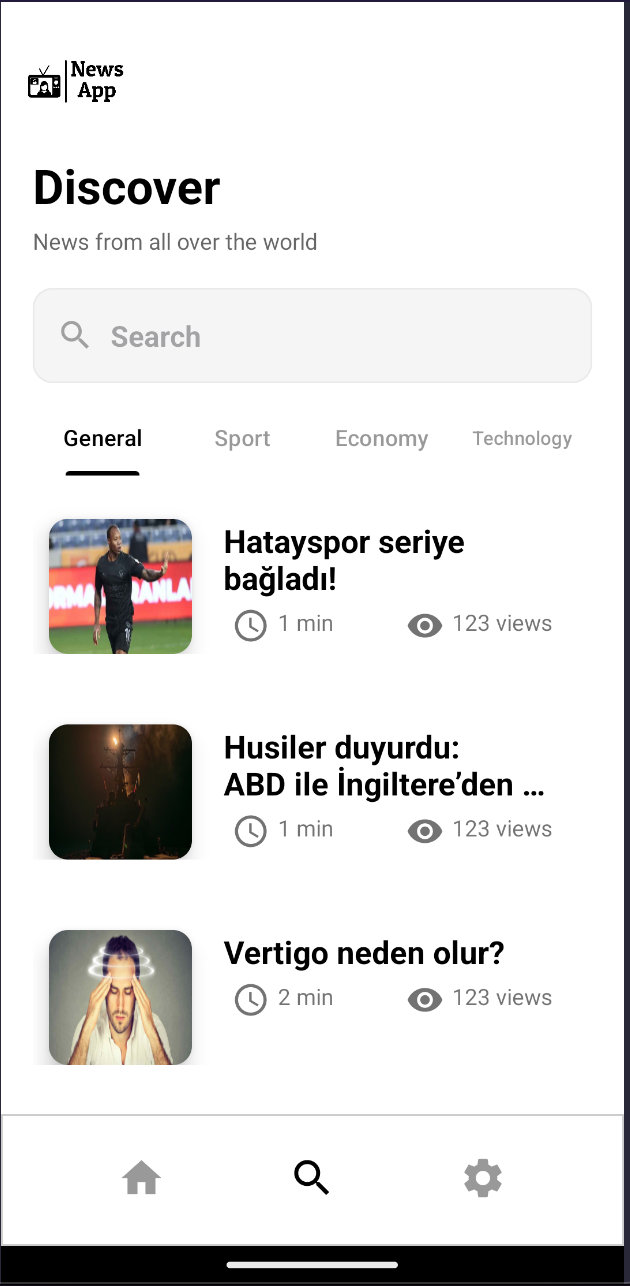 News
App
Discover
News from all over the world
Search
General Sport Economy Technology
Hatayspor seriye
bağladı!
1 min 123 views
Husiler duyurdu:
ABD ile İngiltere’den ...
1 min 123 views
Vertigo neden olur?
2 min 123 views